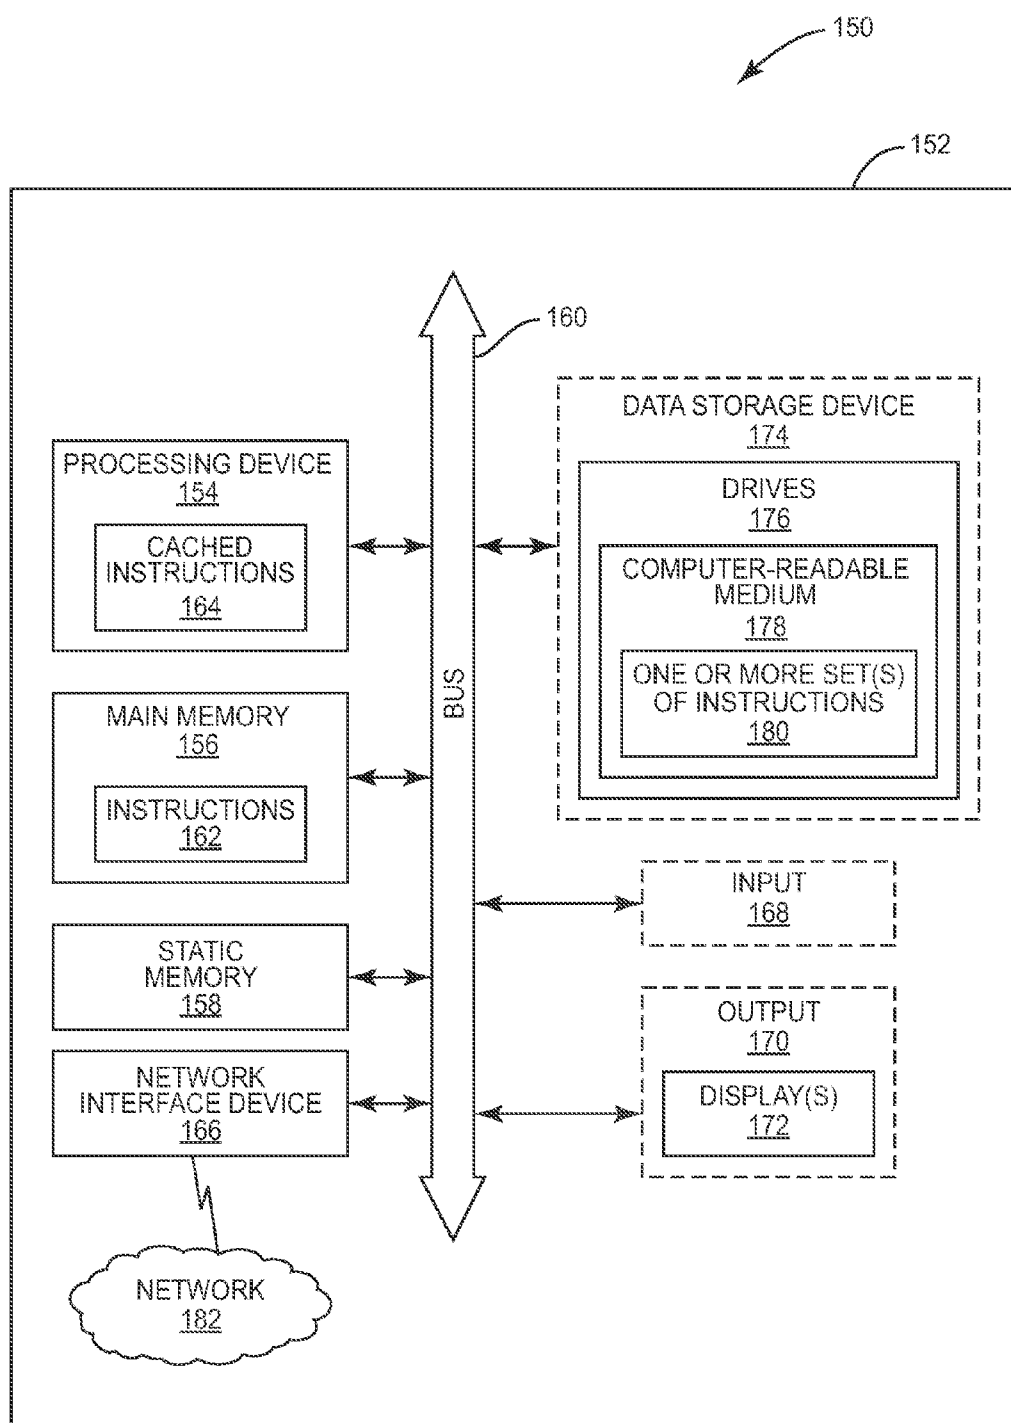 150
152
160
PROCESSING DEVICE
154
CACHED
INSTRUCTIONS
164
MAIN MEMORY
156
INSTRUCTIONS
162
STATIC
MEMORY
158
NETWORK
INTERFACE DEVICE
166
NETWORK
182
BUS
DATA STORAGE DEVICE
174
DRIVES
176
COMPUTER-READABLE
MEDIUM
178
ONE OR MORE SET(S)
OF INSTRUCTIONS
180
INPUT
168
OUTPUT
170
DISPLAY(S)
172